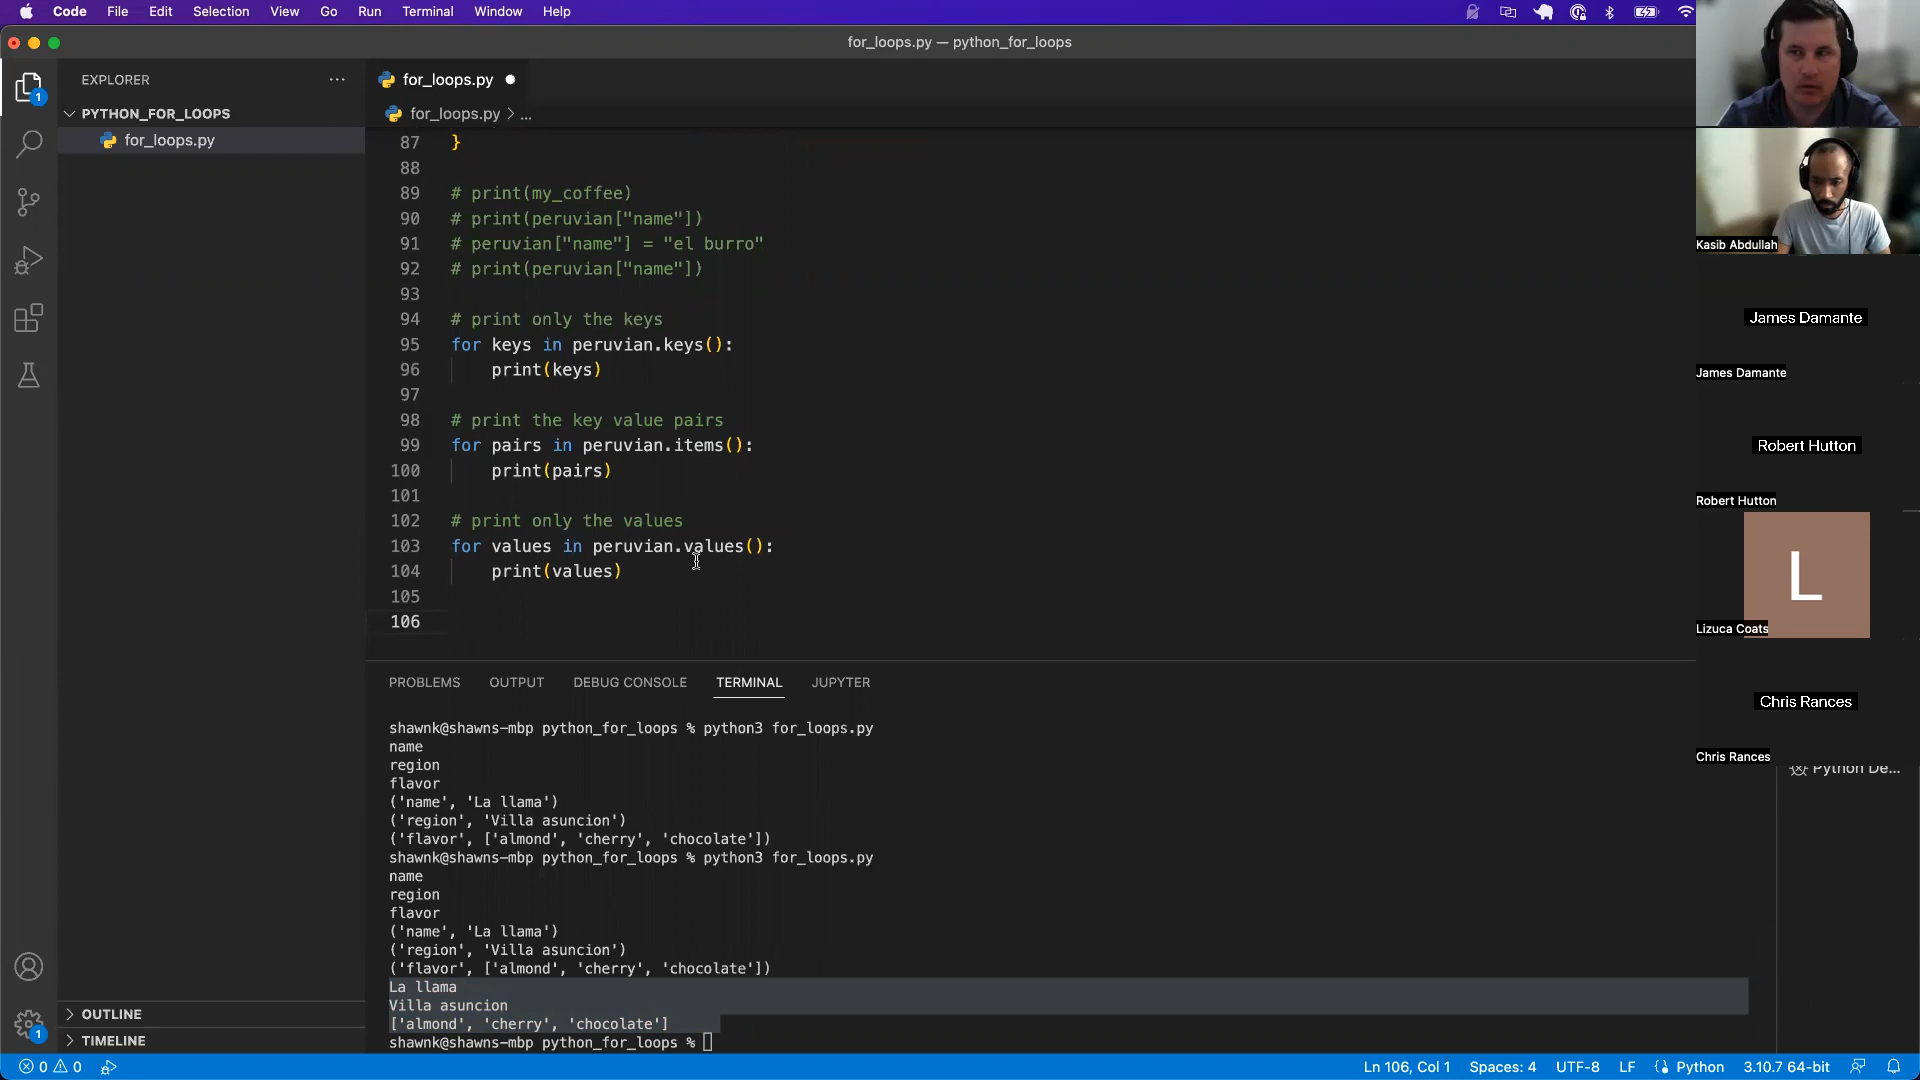 Code File Edit Selection View Go Run Terminal Window Help
for_loops.py — python_for_loops
EXPLORER
for_loops.py
PYTHON_FOR_LOOPS
for_loops.py > ...
for_loops.py
87 }
88
89 # print(my_coffee)
90 # print(peruvian["name"])
91 # peruvian["name"] = "el burro"
92 # print(peruvian["name"])
93
94 # print only the keys
95 for keys in peruvian.keys():
96 print(keys)
97
98 # print the key value pairs
99 for pairs in peruvian.items():
100 print(pairs)
101
102 # print only the values
103 for values in peruvian.values():
104 print(values)
105
106
PROBLEMS OUTPUT DEBUG CONSOLE TERMINAL JUPYTER
shawnk@shawns-mbp python_for_loops % python3 for_loops.py
name
region
flavor
('name', 'La llama')
('region', 'Villa asuncion')
('flavor', ['almond', 'cherry', 'chocolate'])
shawnk@shawns-mbp python_for_loops % python3 for_loops.py
name
region
flavor
('name', 'La llama')
('region', 'Villa asuncion')
('flavor', ['almond', 'cherry', 'chocolate'])
La llama
Villa asuncion
['almond', 'cherry', 'chocolate']
shawnk@shawns-mbp python_for_loops %
Kasib Abdullah
James Damante
James Damante
Robert Hutton
Robert Hutton
L
Lizuca Coats
Chris Rances
Chris Rances
Python De...
1
1
OUTLINE
TIMELINE
0 0
Ln 106, Col 1 Spaces: 4 UTF-8 LF Python 3.10.7 64-bit